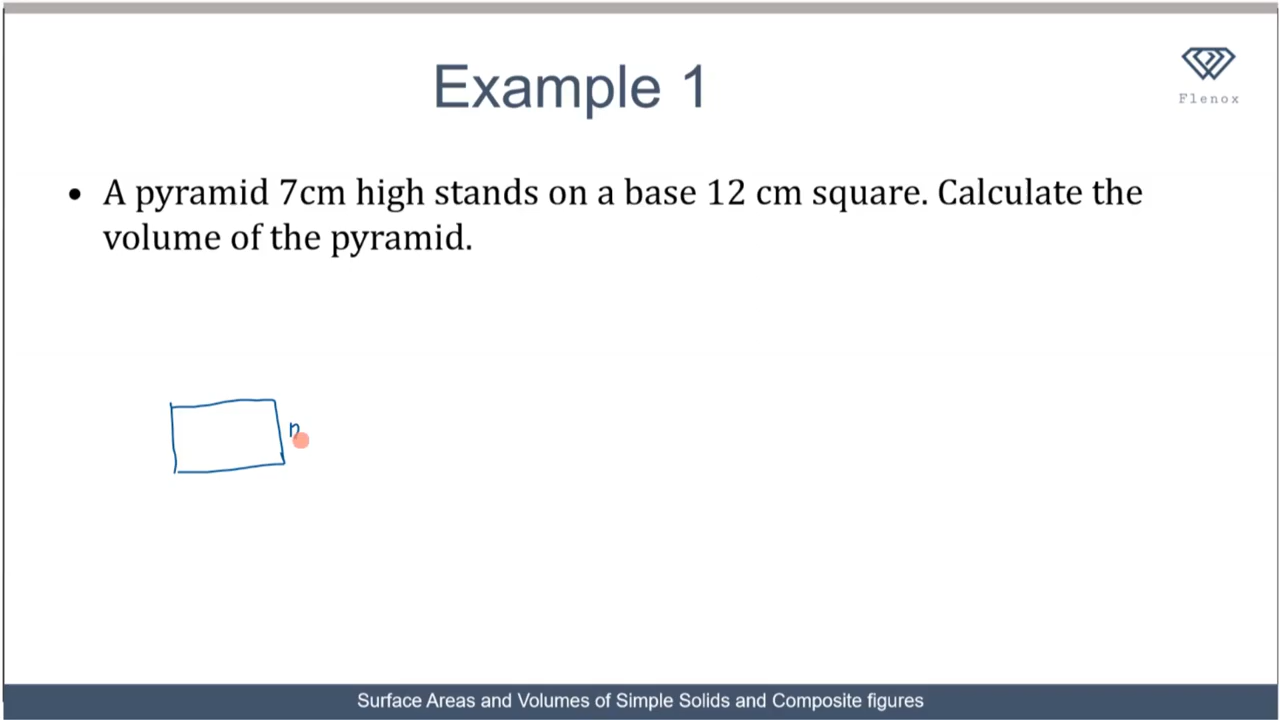 Example 1
Flenox
• A pyramid 7cm high stands on a base 12 cm square. Calculate the
volume of the pyramid.
Surface Areas and Volumes of Simple Solids and Composite figures